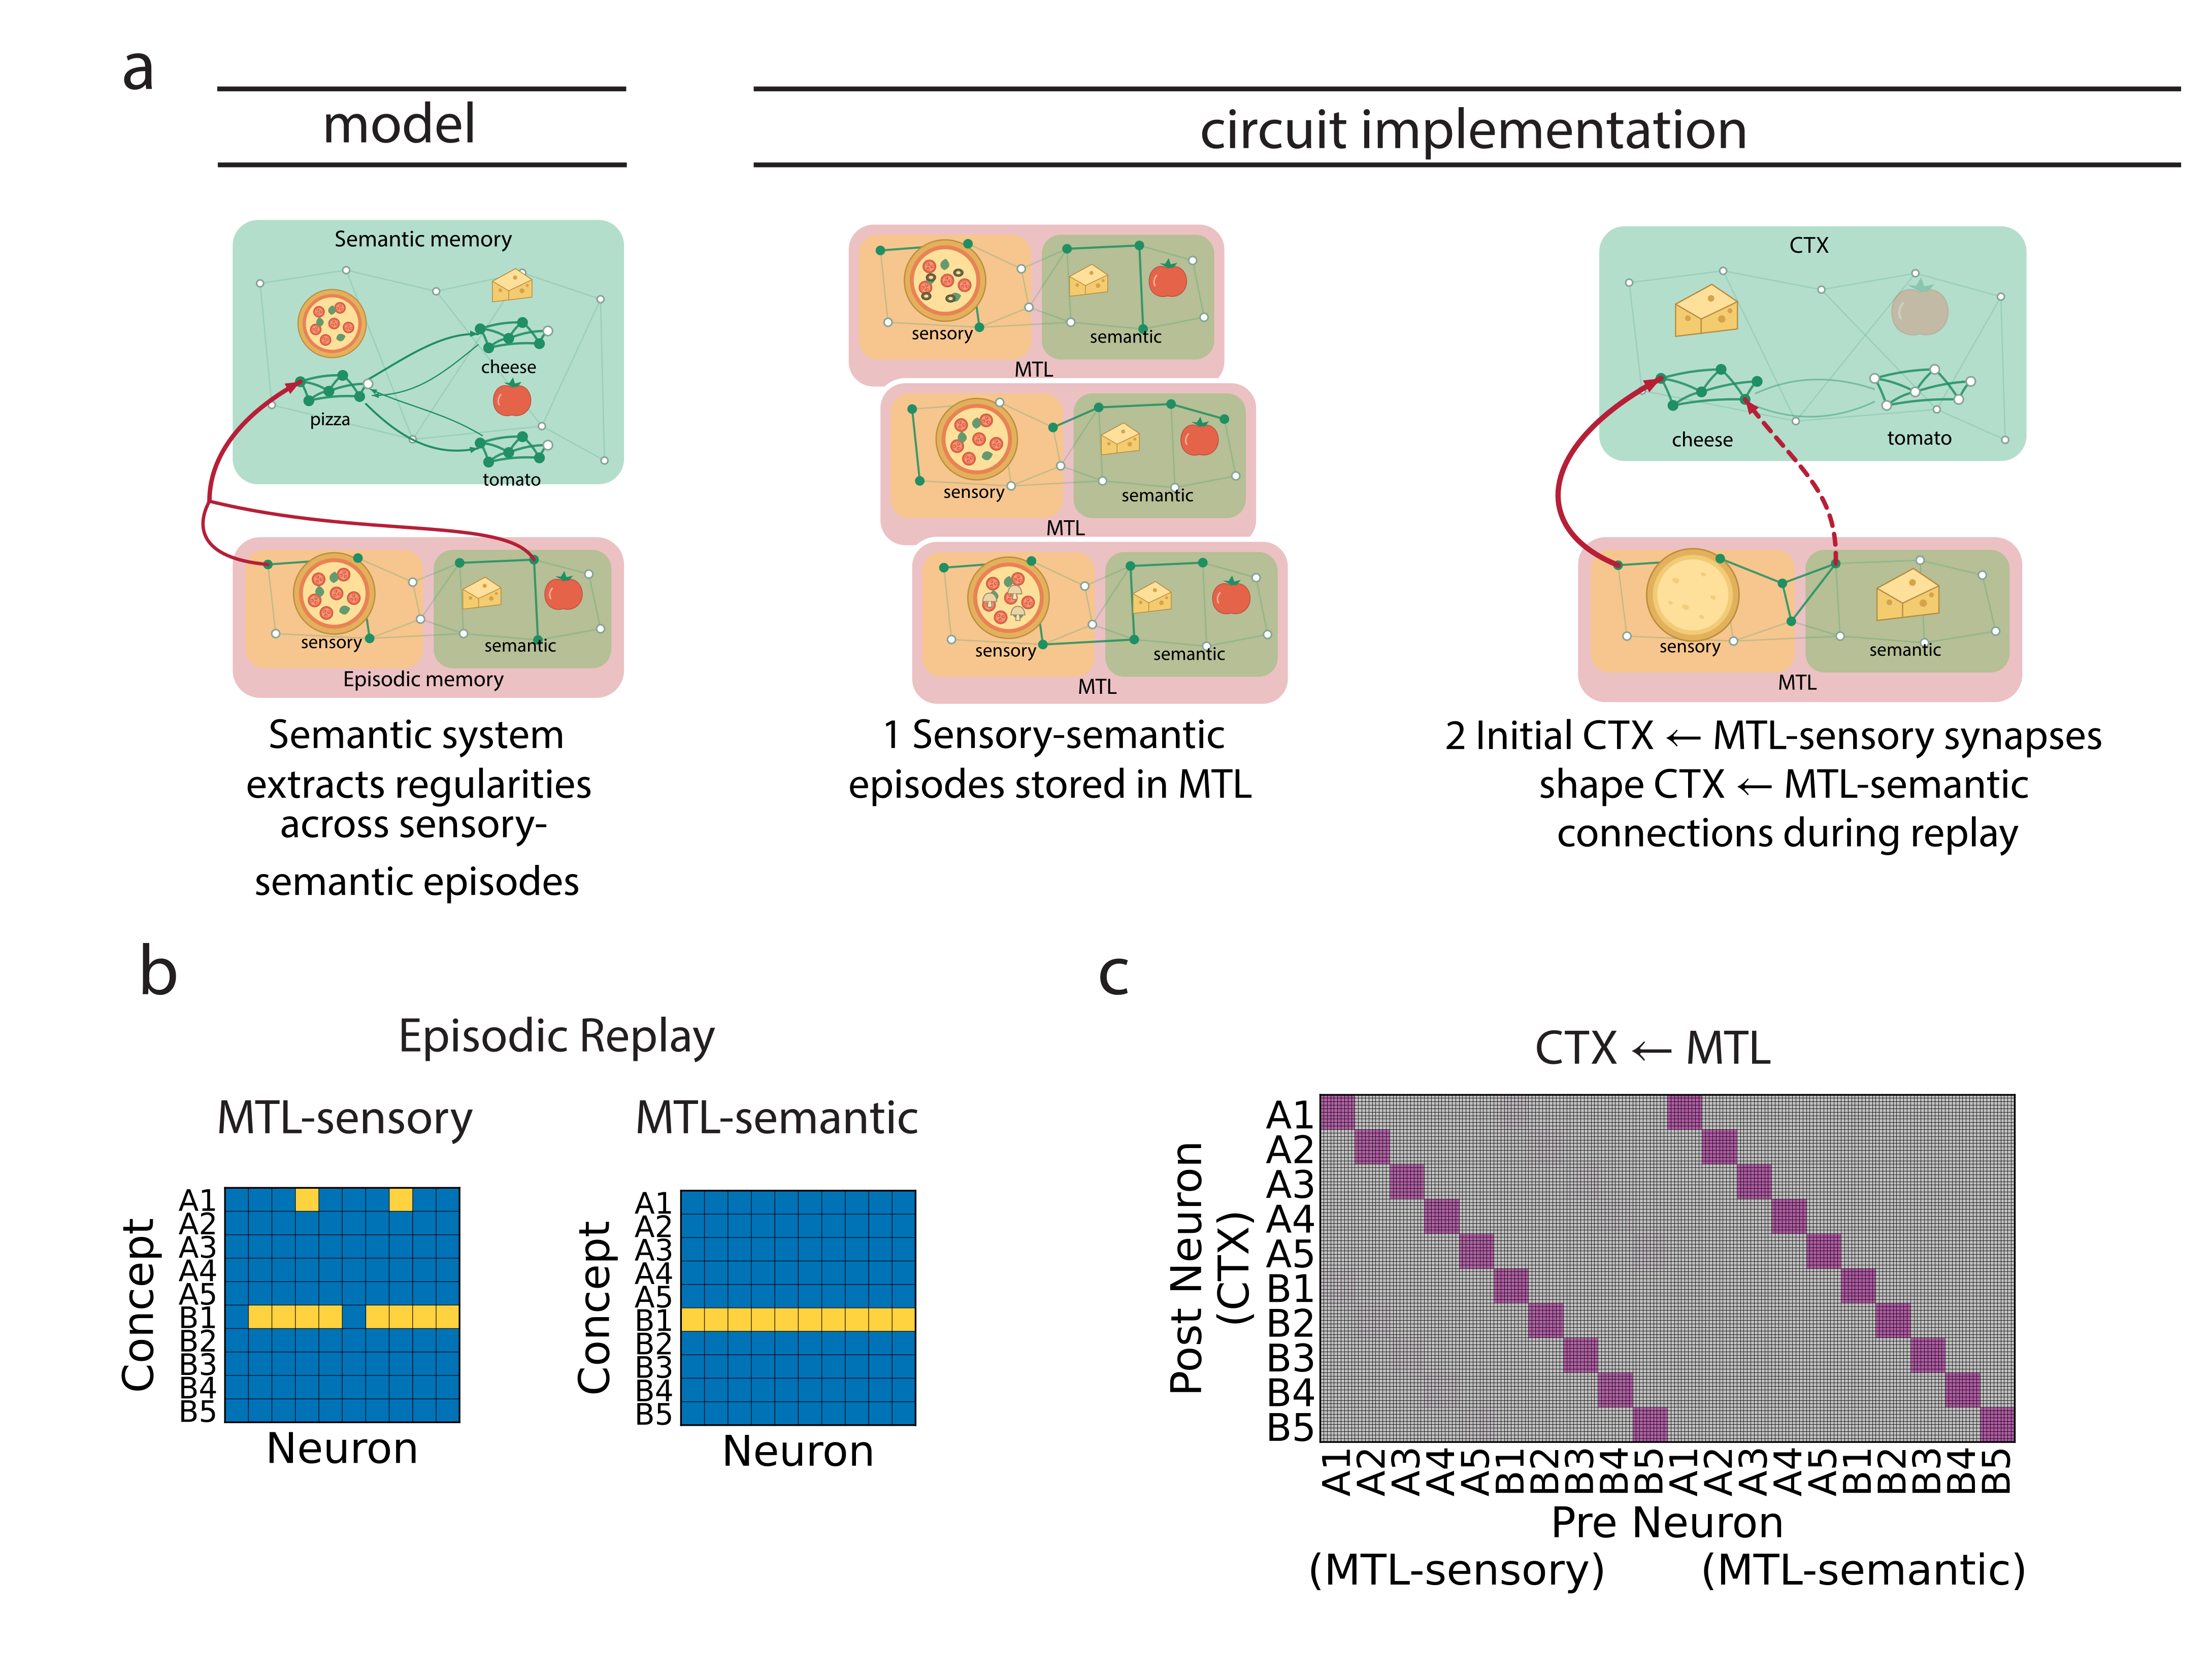 a
model
circuit implementation
Semantic memory
pizza
cheese
tomato
sensory
semantic
Episodic memory
Semantic system
extracts regularities
across sensory-
semantic episodes
sensory
semantic
MTL
sensory
semantic
MTL
sensory
semantic
MTL
1 Sensory-semantic
episodes stored in MTL
CTX
cheese
tomato
sensory
semantic
MTL
2 Initial CTX ← MTL-sensory synapses
shape CTX ← MTL-semantic
connections during replay
b
Episodic Replay
MTL-sensory
Concept
A1
A2
A3
A4
A5
B1
B2
B3
B4
B5
Neuron
MTL-semantic
Concept
A1
A2
A3
A4
A5
B1
B2
B3
B4
B5
Neuron
c
CTX ← MTL
Post Neuron
(CTX)
A1
A2
A3
A4
A5
B1
B2
B3
B4
B5
A1 A2 A3 A4 A5 B1 B2 B3 B4 B5 A1 A2 A3 A4 A5 B1 B2 B3 B4 B5
Pre Neuron
(MTL-sensory) (MTL-semantic)